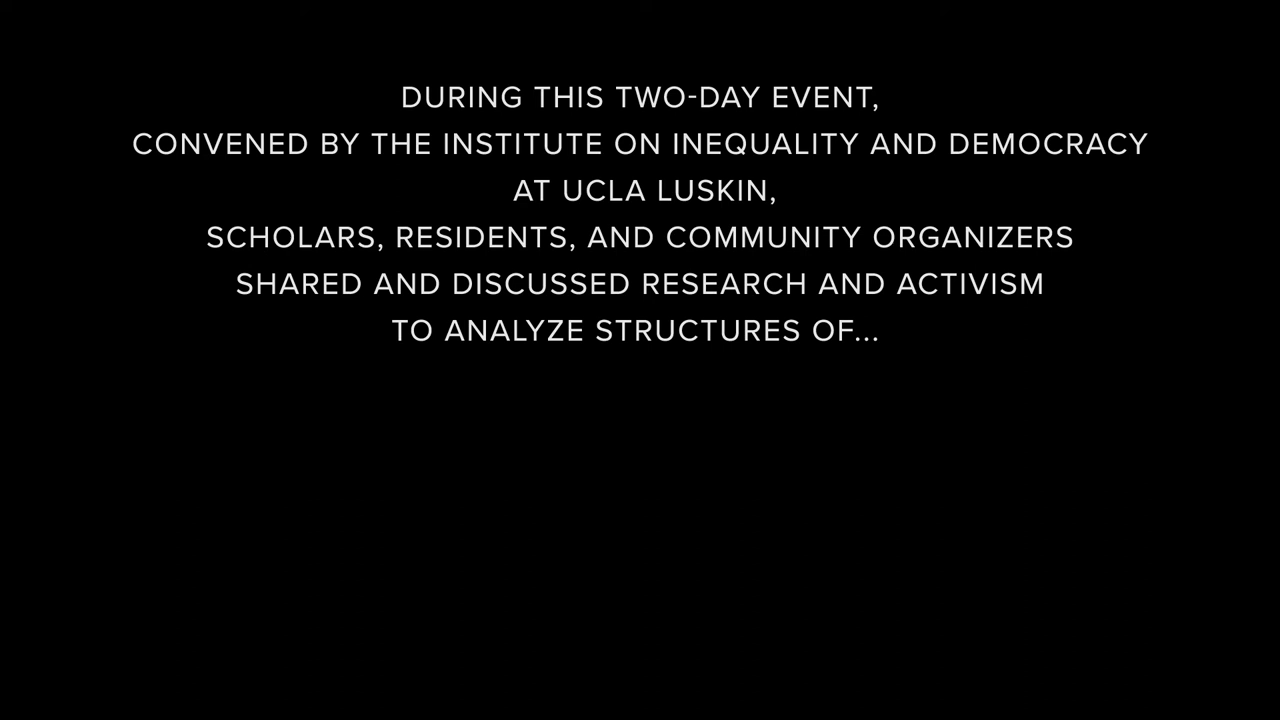 DURING THIS TWO-DAY EVENT,
CONVENED BY THE INSTITUTE ON INEQUALITY AND DEMOCRACY
AT UCLA LUSKIN,
SCHOLARS, RESIDENTS, AND COMMUNITY ORGANIZERS
SHARED AND DISCUSSED RESEARCH AND ACTIVISM
TO ANALYZE STRUCTURES OF...